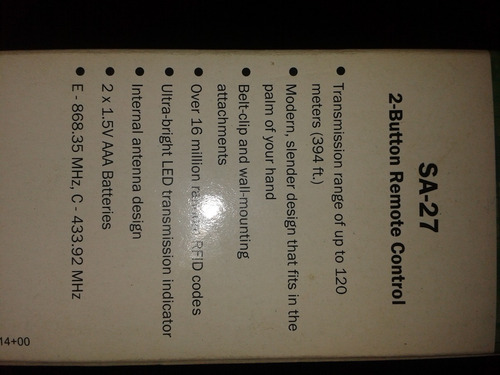 SA-27
2-Button Remote Control
● Transmission range of up to 120
meters (394 ft.)
● Modern, slender design that fits in the
palm of your hand
● Belt-clip and wall-mounting
attachments
● Over 16 million random RFID codes
● Ultra-bright LED transmission indicator
● Internal antenna design
● 2 x 1.5V AAA Batteries
● E - 868.35 MHz, C - 433.92 MHz
14+00